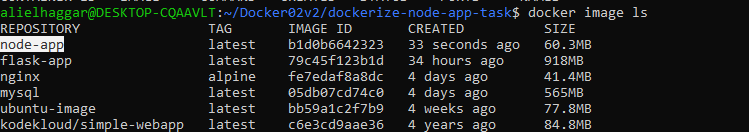 alielhaggar@DESKTOP-CQAAVLT:~/Docker02v2/dockerize-node-app-task$ docker image ls
REPOSITORY TAG IMAGE ID CREATED SIZE
node-app latest b1d0b6642323 33 seconds ago 60.3MB
flask-app latest 79c45f123b1d 34 hours ago 918MB
nginx alpine fe7edaf8a8dc 4 days ago 41.4MB
mysql latest 05db07cd74c0 4 days ago 565MB
ubuntu-image latest bb59a1c2f7b9 4 weeks ago 77.8MB
kodekloud/simple-webapp latest c6e3cd9aae36 4 years ago 84.8MB